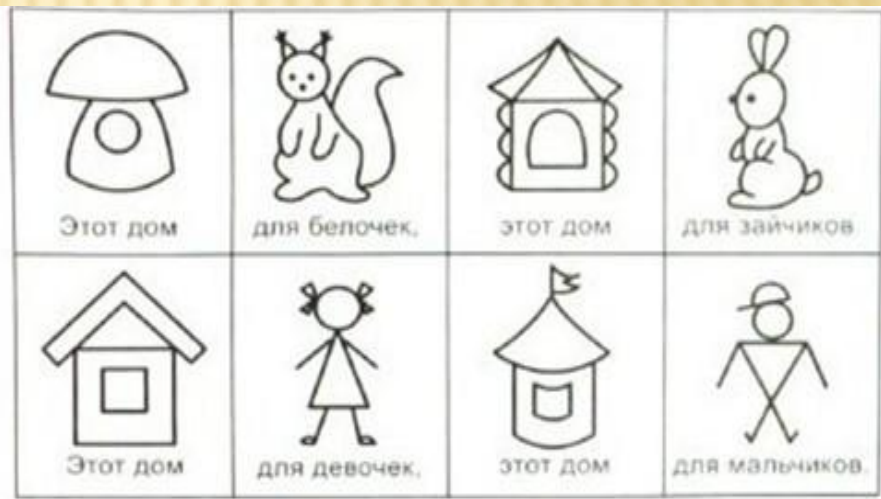 Этот дом
для белочек,
этот дом
для зайчиков.
Этот дом
для девочек,
этот дом
для мальчиков.